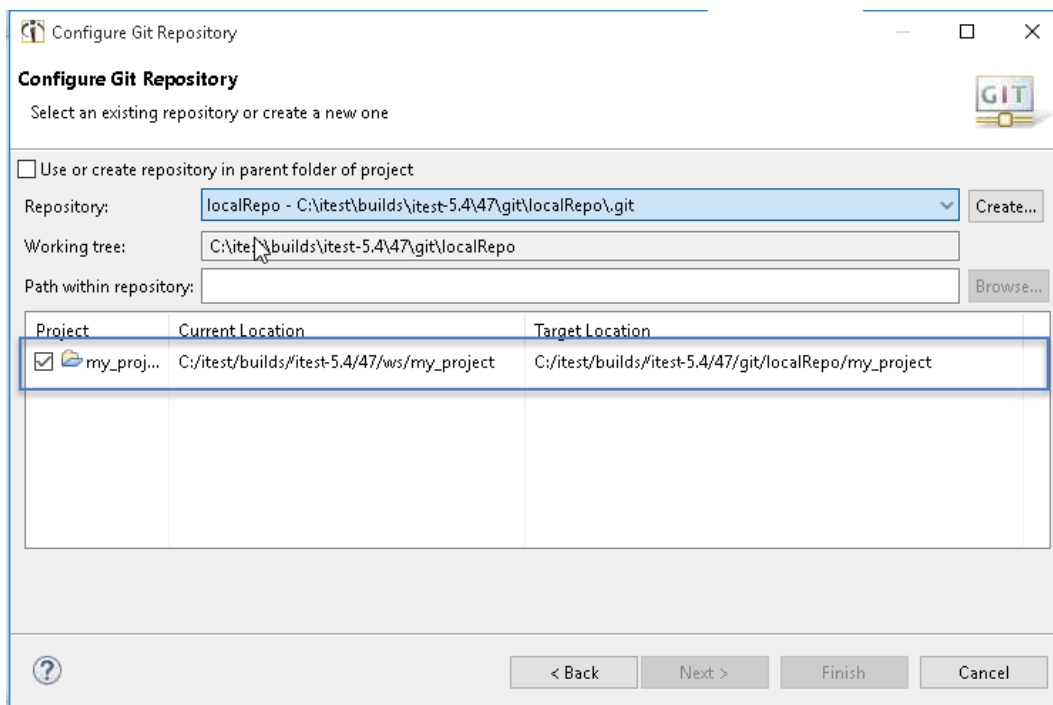 Configure Git Repository
Configure Git Repository
Select an existing repository or create a new one
GIT
Use or create repository in parent folder of project
Repository: localRepo - C:\itest\builds\itest-5.4\47\git\localRepo\.git Create...
Working tree: C:\itest\builds\itest-5.4\47\git\localRepo
Path within repository: Browse...
Project Current Location Target Location
my_proj... C:/itest/builds/itest-5.4/47/ws/my_project C:/itest/builds/itest-5.4/47/git/localRepo/my_project
? < Back Next > Finish Cancel